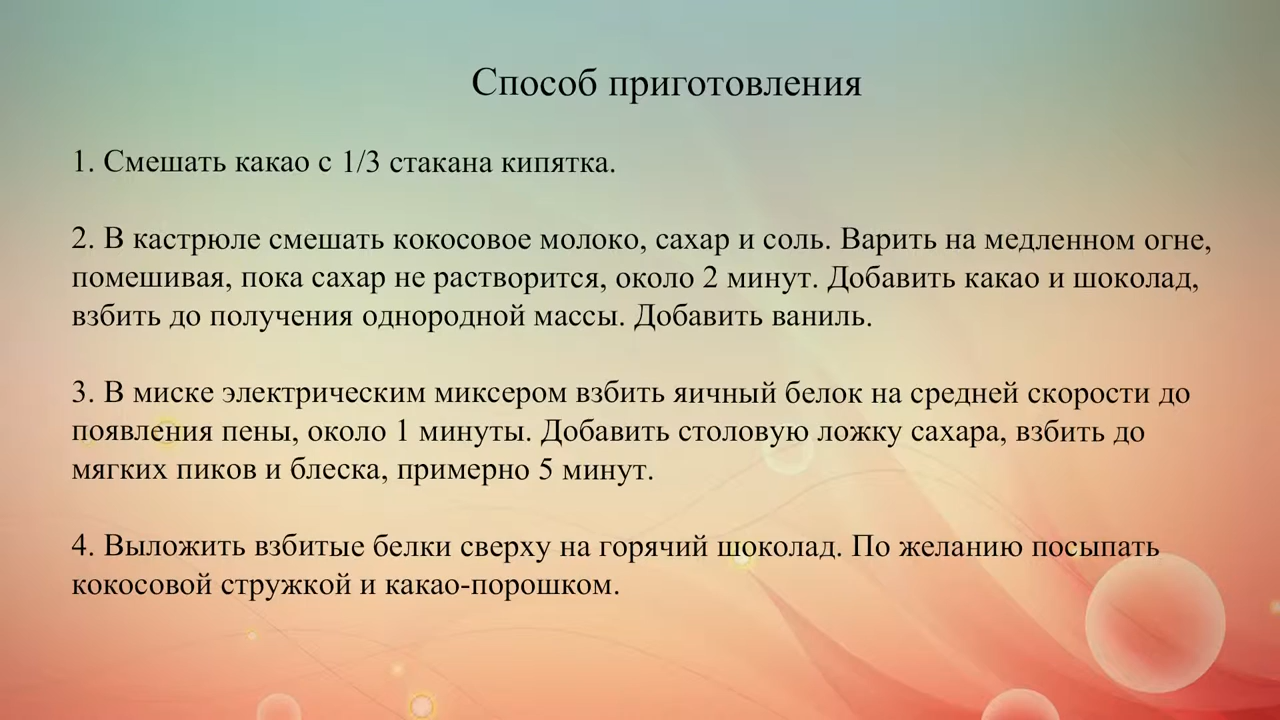 Способ приготовления
1. Смешать какао с 1/3 стакана кипятка.
2. В кастрюле смешать кокосовое молоко, сахар и соль. Варить на медленном огне,
помешивая, пока сахар не растворится, около 2 минут. Добавить какао и шоколад,
взбить до получения однородной массы. Добавить ваниль.
3. В миске электрическим миксером взбить яичный белок на средней скорости до
появления пены, около 1 минуты. Добавить столовую ложку сахара, взбить до
мягких пиков и блеска, примерно 5 минут.
4. Выложить взбитые белки сверху на горячий шоколад. По желанию посыпать
кокосовой стружкой и какао-порошком.